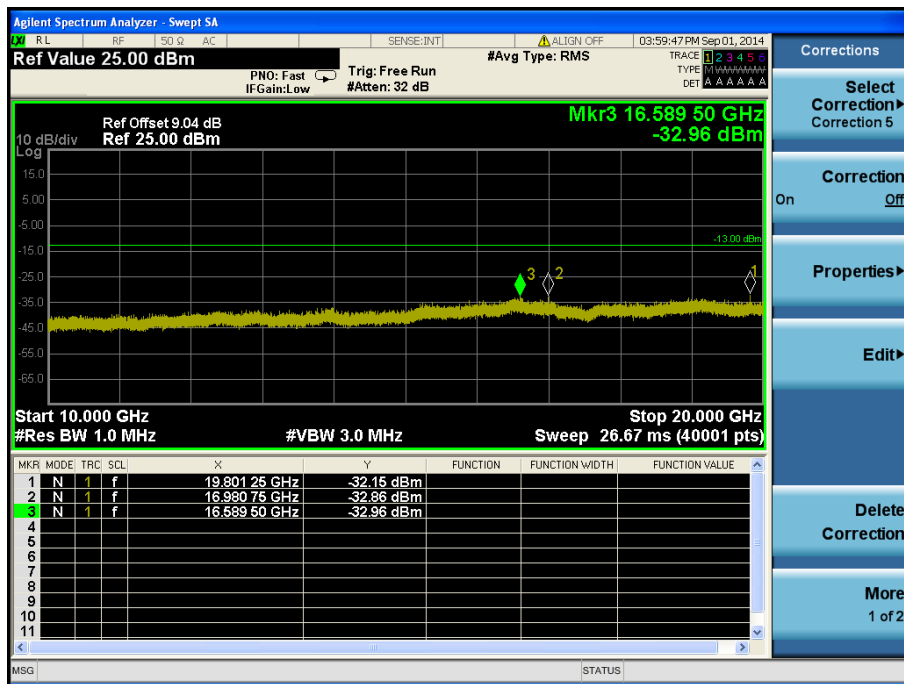 Agilent Spectrum Analyzer - Swept SA
LXI RL RF 50 Ω AC SENSE:INT ALIGN OFF 03:59:47 PM Sep 01, 2014
Ref Value 25.00 dBm
#Avg Type: RMS
TRACE 1 2 3 4 5 6
PNO: Fast Trig: Free Run
TYPE
IFGain:Low #Atten: 32 dB
DET A A A A A A
Mkr3 16.589 50 GHz
Ref Offset 9.04 dB
-32.96 dBm
10 dB/div Ref 25.00 dBm
Log
15.0
5.00
-5.00
-13.00 dBm
-15.0
-25.0
3 2 1
-35.0
-45.0
-55.0
-65.0
Start 10.000 GHz Stop 20.000 GHz
#Res BW 1.0 MHz #VBW 3.0 MHz Sweep 26.67 ms (40001 pts)
MKR MODE TRC SCL X Y FUNCTION FUNCTION WIDTH FUNCTION VALUE
1 N 1 f 19.801 25 GHz -32.15 dBm
2 N 1 f 16.980 75 GHz -32.86 dBm
3 N 1 f 16.589 50 GHz -32.96 dBm
4
5
6
7
8
9
10
11
MSG STATUS
Corrections
Select
Correction
Correction 5
Correction
On Off
Properties
Edit
Delete
Correction
More
1 of 2